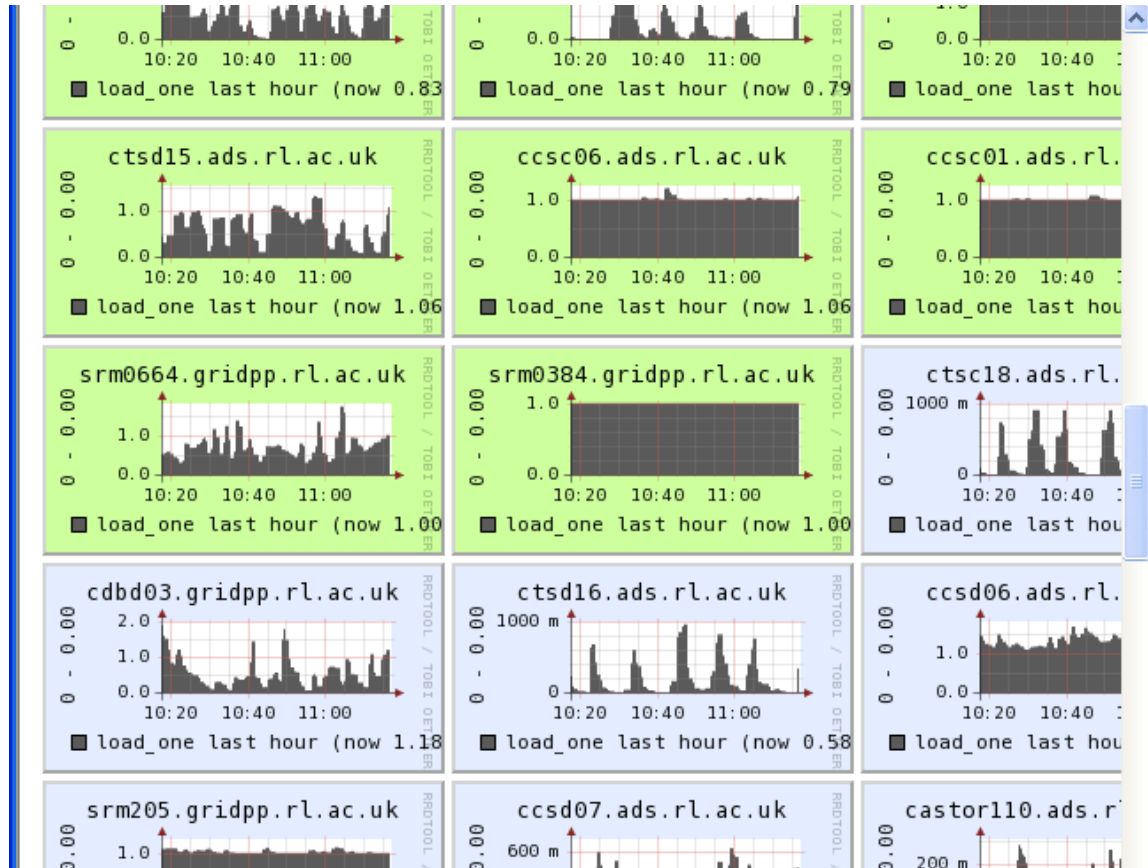 0.0
0.0
1.0
10:20 10:40 11:00
10:20 10:40 11:00
10:20 10:40
load_one last hour (now 0.83
load_one last hour (now 0.79
load_one last hou
TOBI OETIKER
TOBI OETIKER
ctsd15.ads.rl.ac.uk
ccsc06.ads.rl.ac.uk
ccsc01.ads.rl.
0 - 0.00
1.0
0.0
0 - 0.00
1.0
0.0
0 - 0.00
1.0
0.0
10:20 10:40 11:00
10:20 10:40 11:00
10:20 10:40
load_one last hour (now 1.06
load_one last hour (now 1.06
load_one last hou
RRDTOOL / TOBI OETIKER
RRDTOOL / TOBI OETIKER
srm0664.gridpp.rl.ac.uk
srm0384.gridpp.rl.ac.uk
ctsc18.ads.rl.
0 - 0.00
1.0
0.0
0 - 0.00
1.0
0.0
0 - 0.00
1000 m
0
10:20 10:40 11:00
10:20 10:40 11:00
10:20 10:40
load_one last hour (now 1.00
load_one last hour (now 1.00
load_one last hou
RRDTOOL / TOBI OETIKER
RRDTOOL / TOBI OETIKER
cdbd03.gridpp.rl.ac.uk
ctsd16.ads.rl.ac.uk
ccsd06.ads.rl.
0 - 0.00
2.0
1.0
0.0
0 - 0.00
1000 m
0
0 - 0.00
1.0
0.0
10:20 10:40 11:00
10:20 10:40 11:00
10:20 10:40
load_one last hour (now 1.18
load_one last hour (now 0.58
load_one last hou
RRDTOOL / TOBI OETIKER
RRDTOOL / TOBI OETIKER
srm205.gridpp.rl.ac.uk
ccsd07.ads.rl.ac.uk
castor110.ads.r
1.0
600 m
200 m
RRDTOOL /
RRDTOOL /